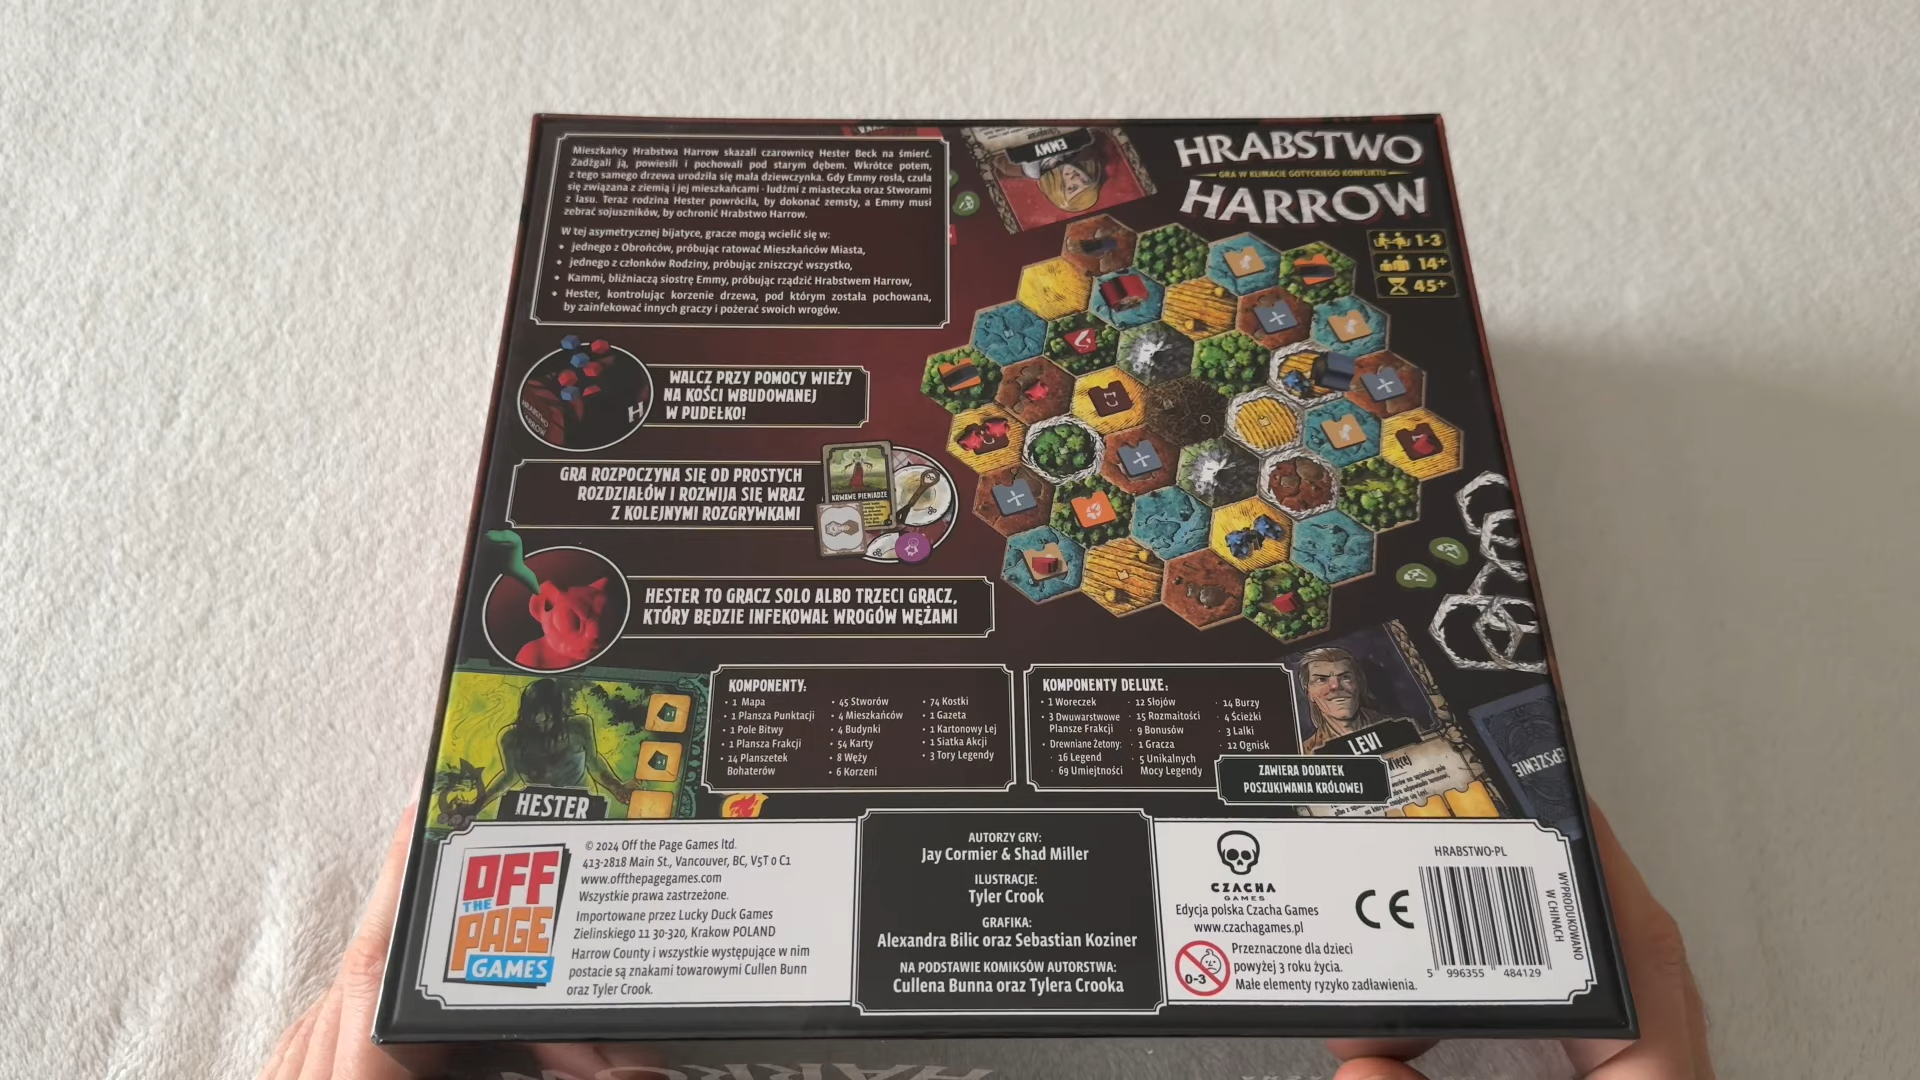 Mieszkańcy Hrabstwa Harrow skazali czarownicę Hester Beck na śmierć.
Zadźgali ją, powiesili i pochowali pod starym dębem. Wkrótce potem,
z tego samego drzewa urodziła się mała dziewczynka. Gdy Emmy rosła, czuła
się związana z ziemią i jej mieszkańcami - ludźmi z miasteczka oraz Stworami
z lasu. Teraz rodzina Hester powróciła, by dokonać zemsty, a Emmy musi
zebrać sojuszników, by ochronić Hrabstwo Harrow.
W tej asymetrycznej bijatyce, gracze mogą wcielić się w:
• jednego z Obrońców, próbując ratować Mieszkańców Miasta,
• jednego z członków Rodziny, próbując zniszczyć wszystko,
• Kammi, bliźniaczą siostrę Emmy, próbując rządzić Hrabstwem Harrow,
• Hester, kontrolując korzenie drzewa, pod którym została pochowana,
by zainfekować innych graczy i pożerać swoich wrogów.
EMMY
HRABSTWO
GRA W KLIMACIE GOTYCKIEGO KONFLIKTU
HARROW
1-3
14+
45+
WALCZ PRZY POMOCY WIEŻY
NA KOŚCI WBUDOWANEJ
W PUDEŁKO!
HRABSTWO
HARROW
H
GRA ROZPOCZYNA SIĘ OD PROSTYCH
ROZDZIAŁÓW I ROZWIJA SIĘ WRAZ
Z KOLEJNYMI ROZGRYWKAMI
KRWAWE PIENIĄDZE
HESTER TO GRACZ SOLO ALBO TRZECI GRACZ,
KTÓRY BĘDZIE INFEKOWAŁ WROGÓW WĘŻAMI
HESTER
KOMPONENTY:
• 1 Mapa
• 1 Plansza Punktacji
• 1 Pole Bitwy
• 1 Plansza Frakcji
• 14 Planszetek
Bohaterów
• 45 Stworów
• 4 Mieszkańców
• 4 Budynki
• 54 Karty
• 8 Węży
• 6 Korzeni
• 74 Kostki
• 1 Gazeta
• 1 Kartonowy Lej
• 1 Siatka Akcji
• 3 Tory Legendy
KOMPONENTY DELUXE:
• 1 Woreczek
• 3 Dwuwarstwowe
Plansze Frakcji
• Drewniane Żetony:
· 16 Legend
· 69 Umiejtności
· 12 Słojów
· 15 Rozmaitości
· 9 Bonusów
· 1 Gracza
· 5 Unikalnych
Mocy Legendy
· 14 Burzy
· 4 Ścieżki
· 3 Lalki
· 12 Ognisk
ZAWIERA DODATEK
POSZUKIWANIA KRÓLOWEJ
LEVI
© 2024 Off the Page Games ltd.
413-2818 Main St., Vancouver, BC, V5T 0 C1
www.offthepagegames.com
Wszystkie prawa zastrzeżone.
Importowane przez Lucky Duck Games
Zielinskiego 11 30-320, Krakow POLAND
Harrow County i wszystkie występujące w nim
postacie są znakami towarowymi Cullen Bunn
oraz Tyler Crook.
OFF
THE
PAGE
GAMES
AUTORZY GRY:
Jay Cormier & Shad Miller
ILUSTRACJE:
Tyler Crook
GRAFIKA:
Alexandra Bilic oraz Sebastian Koziner
NA PODSTAWIE KOMIKSÓW AUTORSTWA:
Cullena Bunna oraz Tylera Crooka
CZACHA
GAMES
Edycja polska Czacha Games
www.czachagames.pl
0-3
Przeznaczone dla dzieci
powyżej 3 roku życia.
Małe elementy ryzyko zadławienia.
CE
HRABSTWO-PL
5 996355 484129
WYPRODUKOWANO
W CHINACH